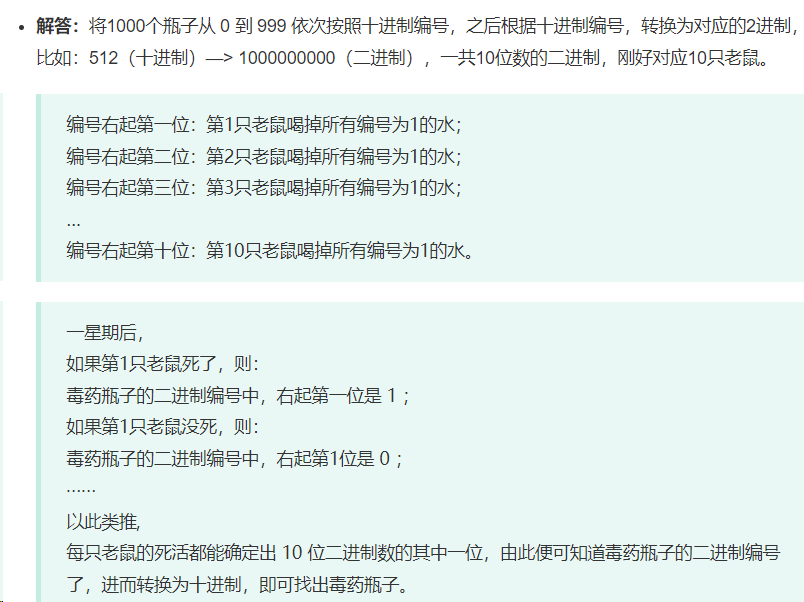 • 解答：将1000个瓶子从 0 到 999 依次按照十进制编号，之后根据十进制编号，转换为对应的2进制，
比如：512（十进制）—> 1000000000（二进制），一共10位数的二进制，刚好对应10只老鼠。
编号右起第一位：第1只老鼠喝掉所有编号为1的水；
编号右起第二位：第2只老鼠喝掉所有编号为1的水；
编号右起第三位：第3只老鼠喝掉所有编号为1的水；
...
编号右起第十位：第10只老鼠喝掉所有编号为1的水。
一星期后，
如果第1只老鼠死了，则：
毒药瓶子的二进制编号中，右起第一位是 1 ；
如果第1只老鼠没死，则：
毒药瓶子的二进制编号中，右起第1位是 0 ；
……
以此类推,
每只老鼠的死活都能确定出 10 位二进制数的其中一位，由此便可知道毒药瓶子的二进制编号
了，进而转换为十进制，即可找出毒药瓶子。